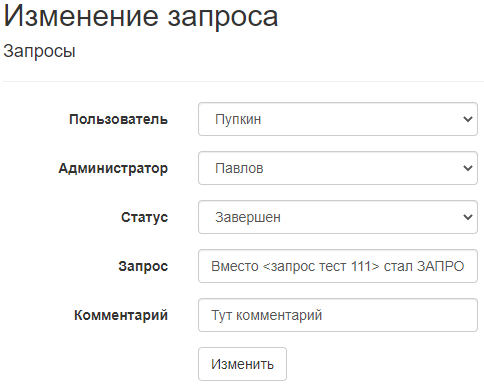 Изменение запроса
Запросы
Пользователь Пупкин
Администратор Павлов
Статус Завершен
Запрос Вместо <запрос тест 111> стал ЗАПРО
Комментарий Тут комментарий
Изменить